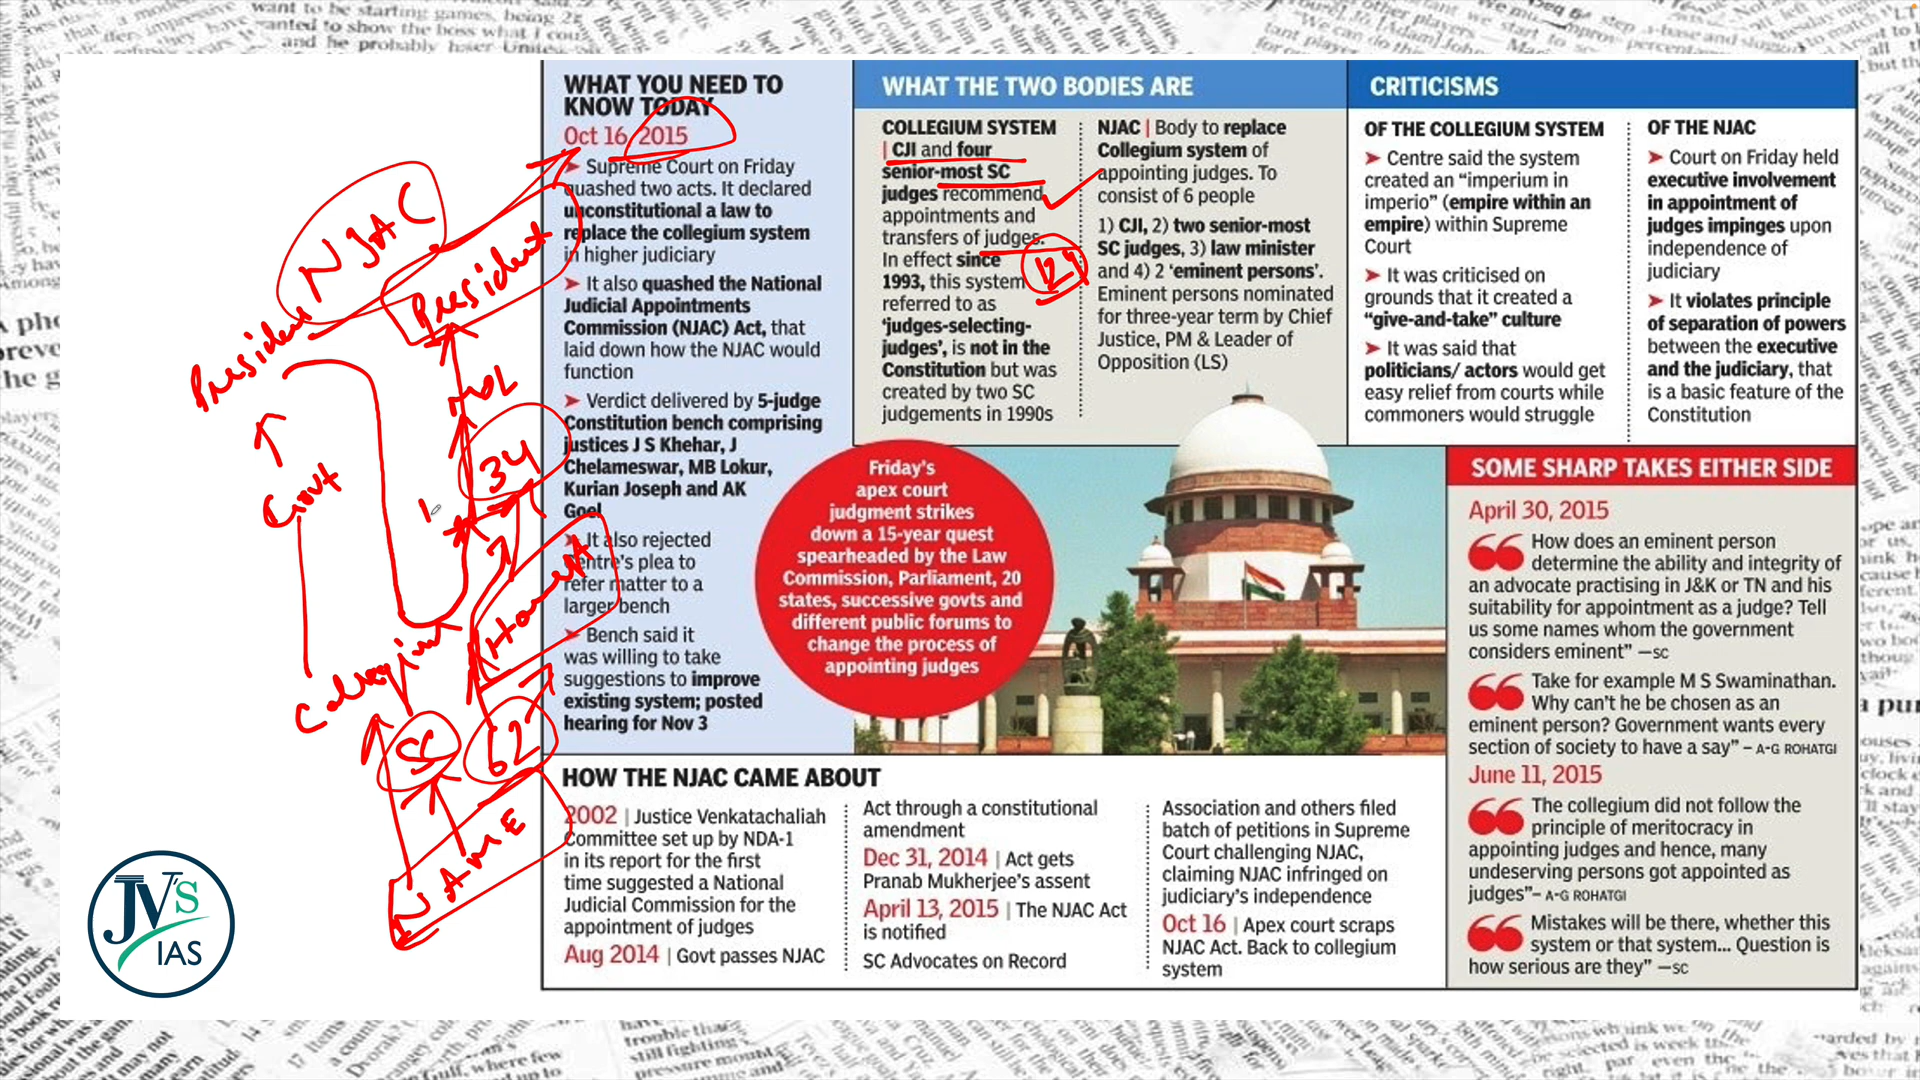 WHAT YOU NEED TO
KNOW TODAY
Oct 16, 2015
➤ Supreme Court on Friday
quashed two acts. It declared
unconstitutional a law to
replace the collegium system
in higher judiciary
➤ It also quashed the National
Judicial Appointments
Commission (NJAC) Act, that
laid down how the NJAC would
function
➤ Verdict delivered by 5-judge
Constitution bench comprising
justices J S Khehar, J
Chelameswar, MB Lokur,
Kurian Joseph and AK
Goel
➤ It also rejected
Centre's plea to
refer matter to a
larger bench
➤ Bench said it
was willing to take
suggestions to improve
existing system; posted
hearing for Nov 3
WHAT THE TWO BODIES ARE
COLLEGIUM SYSTEM
| CJI and four
senior-most SC
judges recommend
appointments and
transfers of judges.
In effect since
1993, this system
referred to as
'judges-selecting-
judges', is not in the
Constitution but was
created by two SC
judgements in 1990s
NJAC | Body to replace
Collegium system of
appointing judges. To
consist of 6 people
1) CJI, 2) two senior-most
SC judges, 3) law minister
and 4) 2 'eminent persons'.
Eminent persons nominated
for three-year term by Chief
Justice, PM & Leader of
Opposition (LS)
124
CRITICISMS
OF THE COLLEGIUM SYSTEM
➤ Centre said the system
created an "imperium in
imperio" (empire within an
empire) within Supreme
Court
➤ It was criticised on
grounds that it created a
"give-and-take" culture
➤ It was said that
politicians/ actors would get
easy relief from courts while
commoners would struggle
OF THE NJAC
➤ Court on Friday held
executive involvement
in appointment of
judges impinges upon
independence of
judiciary
➤ It violates principle
of separation of powers
between the executive
and the judiciary, that
is a basic feature of the
Constitution
Friday's
apex court
judgment strikes
down a 15-year quest
spearheaded by the Law
Commission, Parliament, 20
states, successive govts and
different public forums to
change the process of
appointing judges
SOME SHARP TAKES EITHER SIDE
April 30, 2015
How does an eminent person
determine the ability and integrity of
an advocate practising in J&K or TN and his
suitability for appointment as a judge? Tell
us some names whom the government
considers eminent" —SC
Take for example M S Swaminathan.
Why can't he be chosen as an
eminent person? Government wants every
section of society to have a say" – A-G ROHATGI
June 11, 2015
The collegium did not follow the
principle of meritocracy in
appointing judges and hence, many
undeserving persons got appointed as
judges"– A-G ROHATGI
Mistakes will be there, whether this
system or that system... Question is
how serious are they" —SC
HOW THE NJAC CAME ABOUT
2002 | Justice Venkatachaliah
Committee set up by NDA-1
in its report for the first
time suggested a National
Judicial Commission for the
appointment of judges
Aug 2014 | Govt passes NJAC
Act through a constitutional
amendment
Dec 31, 2014 | Act gets
Pranab Mukherjee's assent
April 13, 2015 | The NJAC Act
is notified
SC Advocates on Record
Association and others filed
batch of petitions in Supreme
Court challenging NJAC,
claiming NJAC infringed on
judiciary's independence
Oct 16 | Apex court scraps
NJAC Act. Back to collegium
system
NJAC
President
President
MOL
34
Govt
Collegium
SC
62
NAME
JV'S
IAS